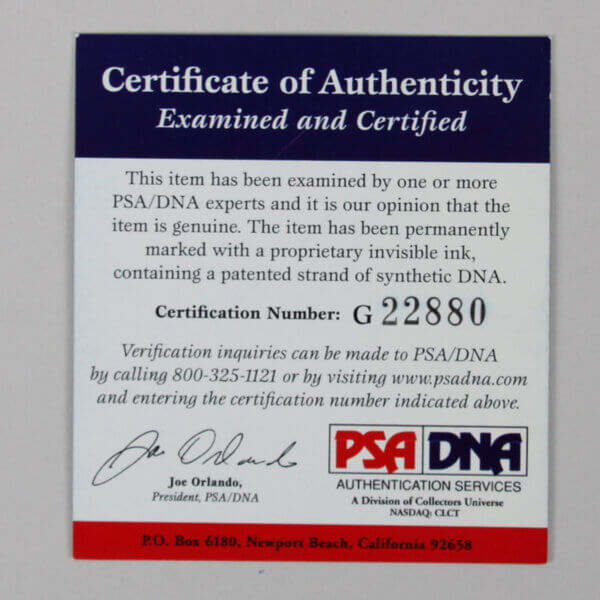 Certificate of Authenticity
Examined and Certified
This item has been examined by one or more
PSA/DNA experts and it is our opinion that the
item is genuine. The item has been permanently
marked with a proprietary invisible ink,
containing a patented strand of synthetic DNA.
Certification Number: G 22880
Verification inquiries can be made to PSA/DNA
by calling 800-325-1121 or by visiting www.psadna.com
and entering the certification number indicated above.
Joe Orlando
Joe Orlando,
President, PSA/DNA
PSA DNA
AUTHENTICATION SERVICES
A Division of Collectors Universe
NASDAQ: CLCT
P.O. Box 6180, Newport Beach, California 92658